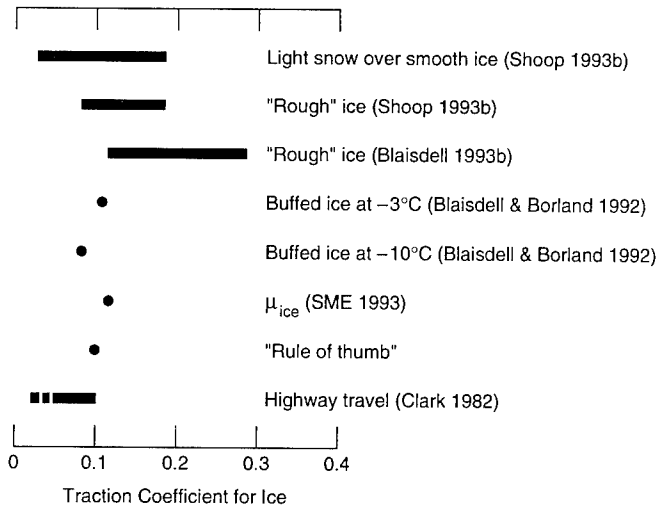 Light snow over smooth ice (Shoop 1993b)
"Rough" ice (Shoop 1993b)
"Rough" ice (Blaisdell 1993b)
Buffed ice at –3°C (Blaisdell & Borland 1992)
Buffed ice at –10°C (Blaisdell & Borland 1992)
μice (SME 1993)
"Rule of thumb"
Highway travel (Clark 1982)
0 0.1 0.2 0.3 0.4
Traction Coefficient for Ice